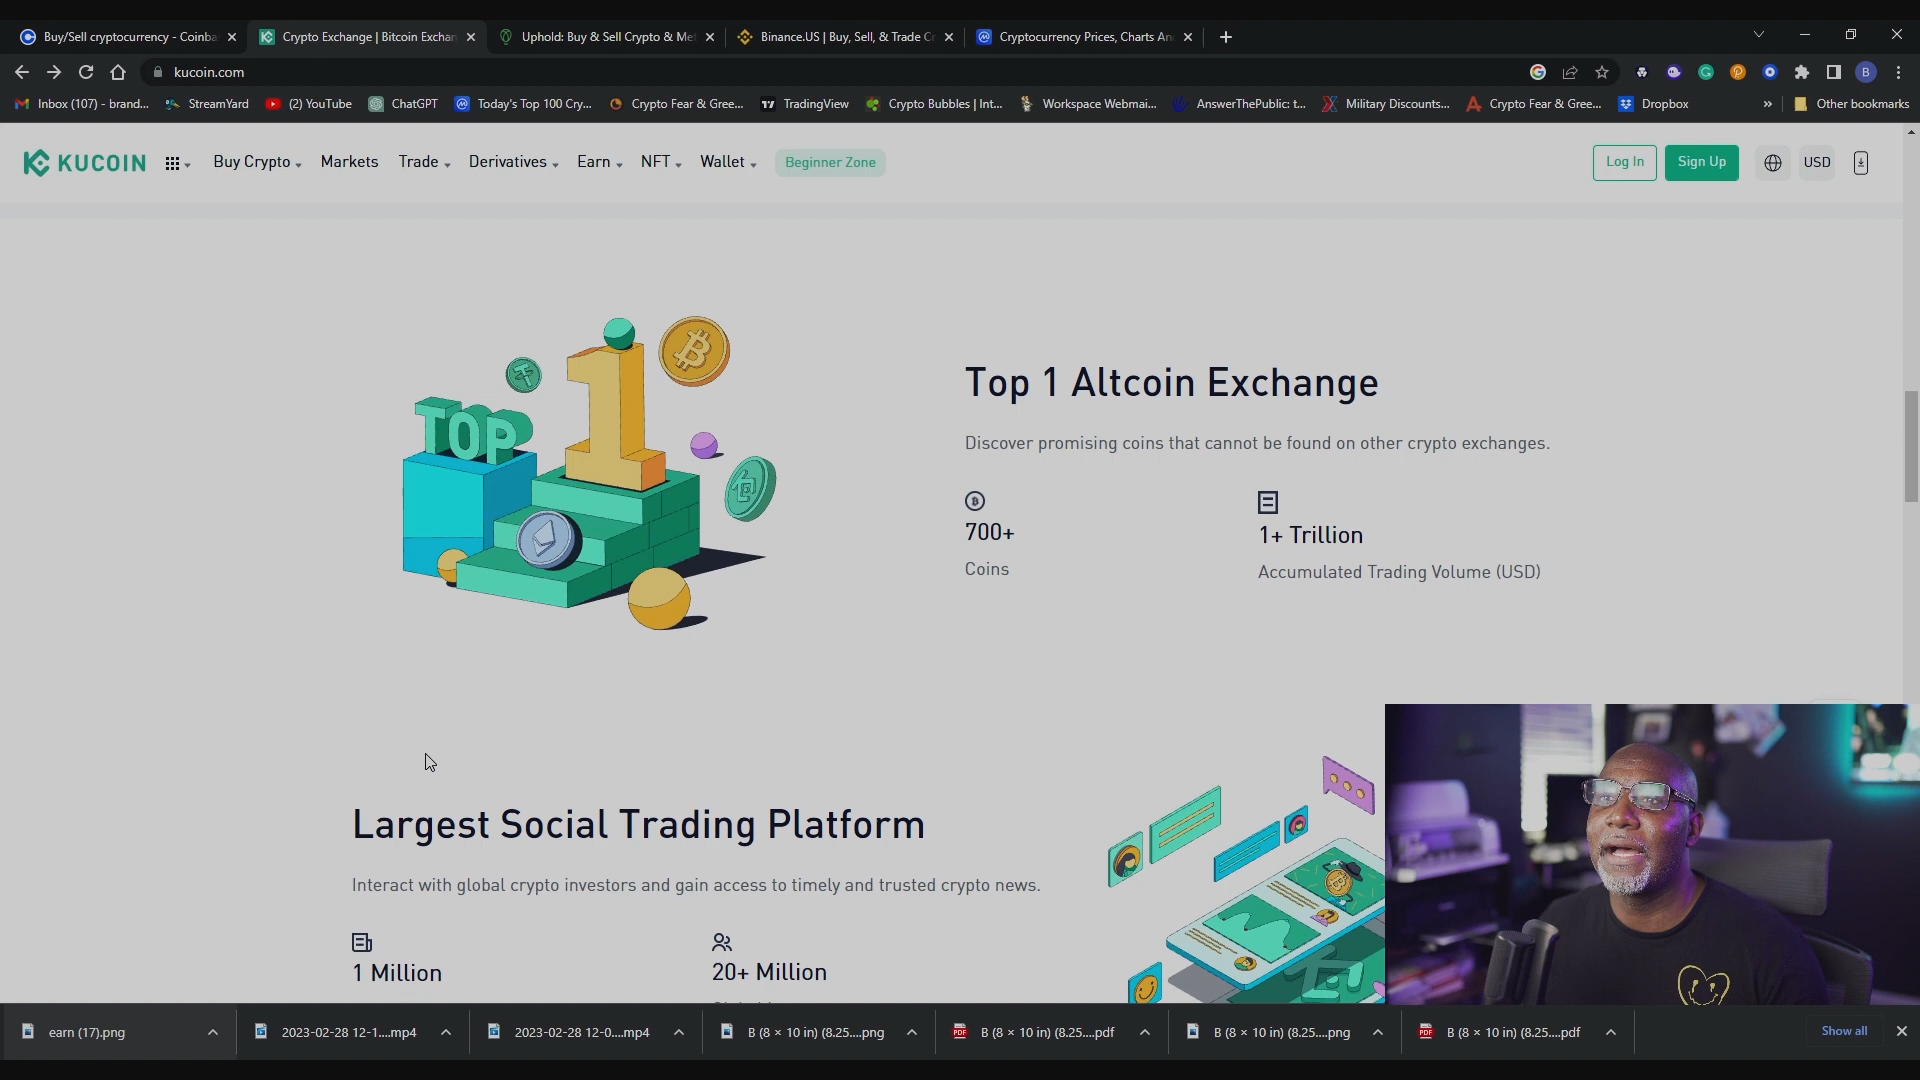 Buy/Sell cryptocurrency - Coinba
Crypto Exchange | Bitcoin Exchan
Uphold: Buy & Sell Crypto & Met
Binance.US | Buy, Sell, & Trade Cr
Cryptocurrency Prices, Charts An
kucoin.com
B
Inbox (107) - brand...
StreamYard
(2) YouTube
ChatGPT
Today's Top 100 Cry...
Crypto Fear & Gree...
TradingView
Crypto Bubbles | Int...
Workspace Webmai...
AnswerThePublic: t...
Military Discounts...
Crypto Fear & Gree...
Dropbox
»
Other bookmarks
KUCOIN
Buy Crypto
Markets
Trade
Derivatives
Earn
NFT
Wallet
Beginner Zone
Log In
Sign Up
USD
TOP
1
Top 1 Altcoin Exchange
Discover promising coins that cannot be found on other crypto exchanges.
700+
1+ Trillion
Coins
Accumulated Trading Volume (USD)
Largest Social Trading Platform
Interact with global crypto investors and gain access to timely and trusted crypto news.
1 Million
20+ Million
earn (17).png
2023-02-28 12-1....mp4
2023-02-28 12-0....mp4
B (8 × 10 in) (8.25....png
B (8 × 10 in) (8.25....pdf
B (8 × 10 in) (8.25....png
B (8 × 10 in) (8.25....pdf
Show all